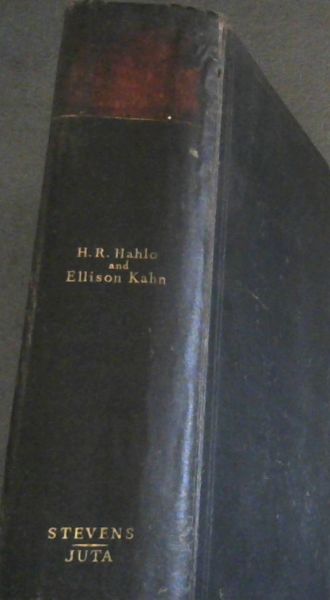 H. R. Hahlo
and
Ellison Kahn
STEVENS
JUTA